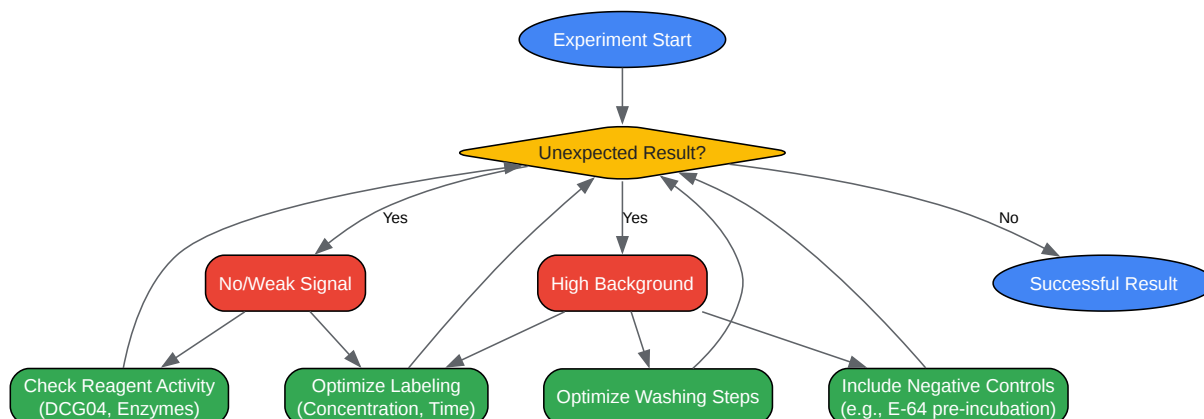 Experiment Start
Unexpected Result?
Yes
Yes
No
No/Weak Signal
High Background
Successful Result
Check Reagent Activity
(DCG04, Enzymes)
Optimize Labeling
(Concentration, Time)
Optimize Washing Steps
Include Negative Controls
(e.g., E-64 pre-incubation)